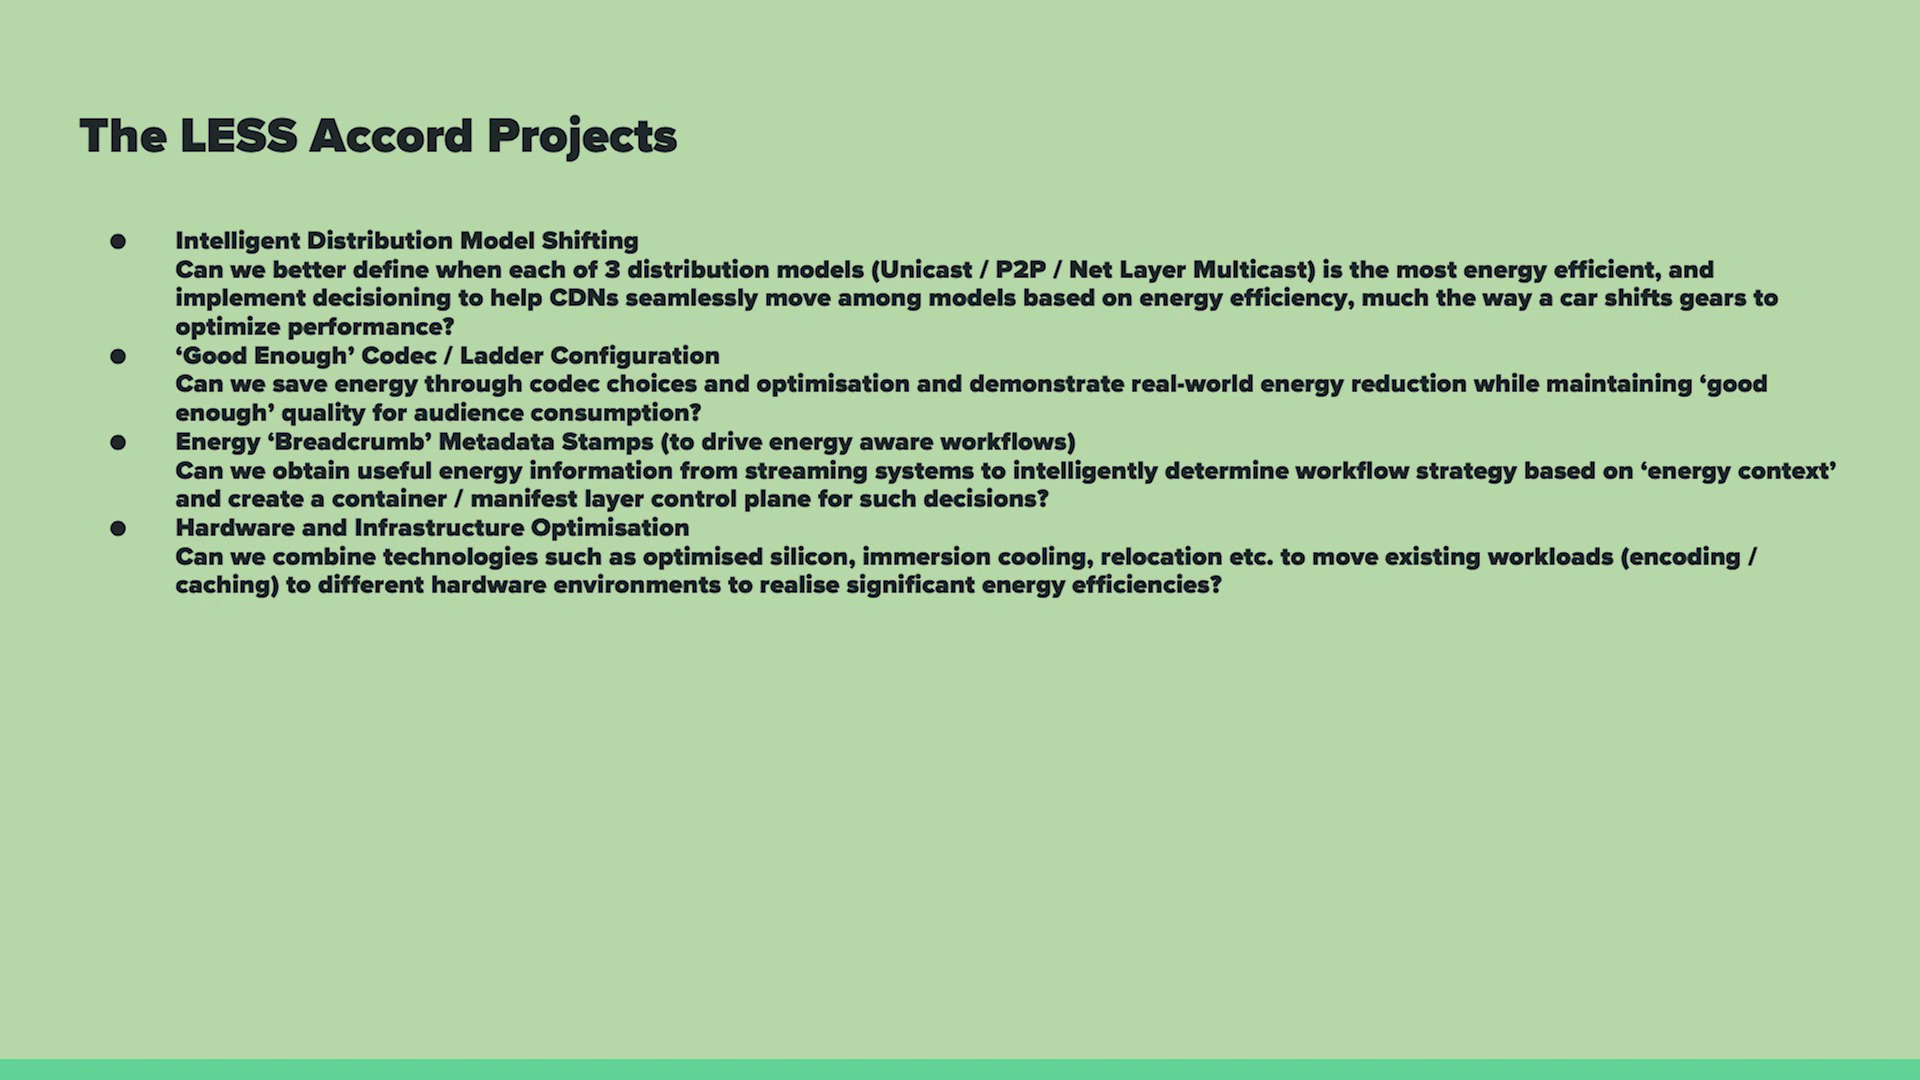 The LESS Accord Projects
● Intelligent Distribution Model Shifting
Can we better define when each of 3 distribution models (Unicast / P2P / Net Layer Multicast) is the most energy efficient, and
implement decisioning to help CDNs seamlessly move among models based on energy efficiency, much the way a car shifts gears to
optimize performance?
● ‘Good Enough’ Codec / Ladder Configuration
Can we save energy through codec choices and optimisation and demonstrate real-world energy reduction while maintaining ‘good
enough’ quality for audience consumption?
● Energy ‘Breadcrumb’ Metadata Stamps (to drive energy aware workflows)
Can we obtain useful energy information from streaming systems to intelligently determine workflow strategy based on ‘energy context’
and create a container / manifest layer control plane for such decisions?
● Hardware and Infrastructure Optimisation
Can we combine technologies such as optimised silicon, immersion cooling, relocation etc. to move existing workloads (encoding /
caching) to different hardware environments to realise significant energy efficiencies?